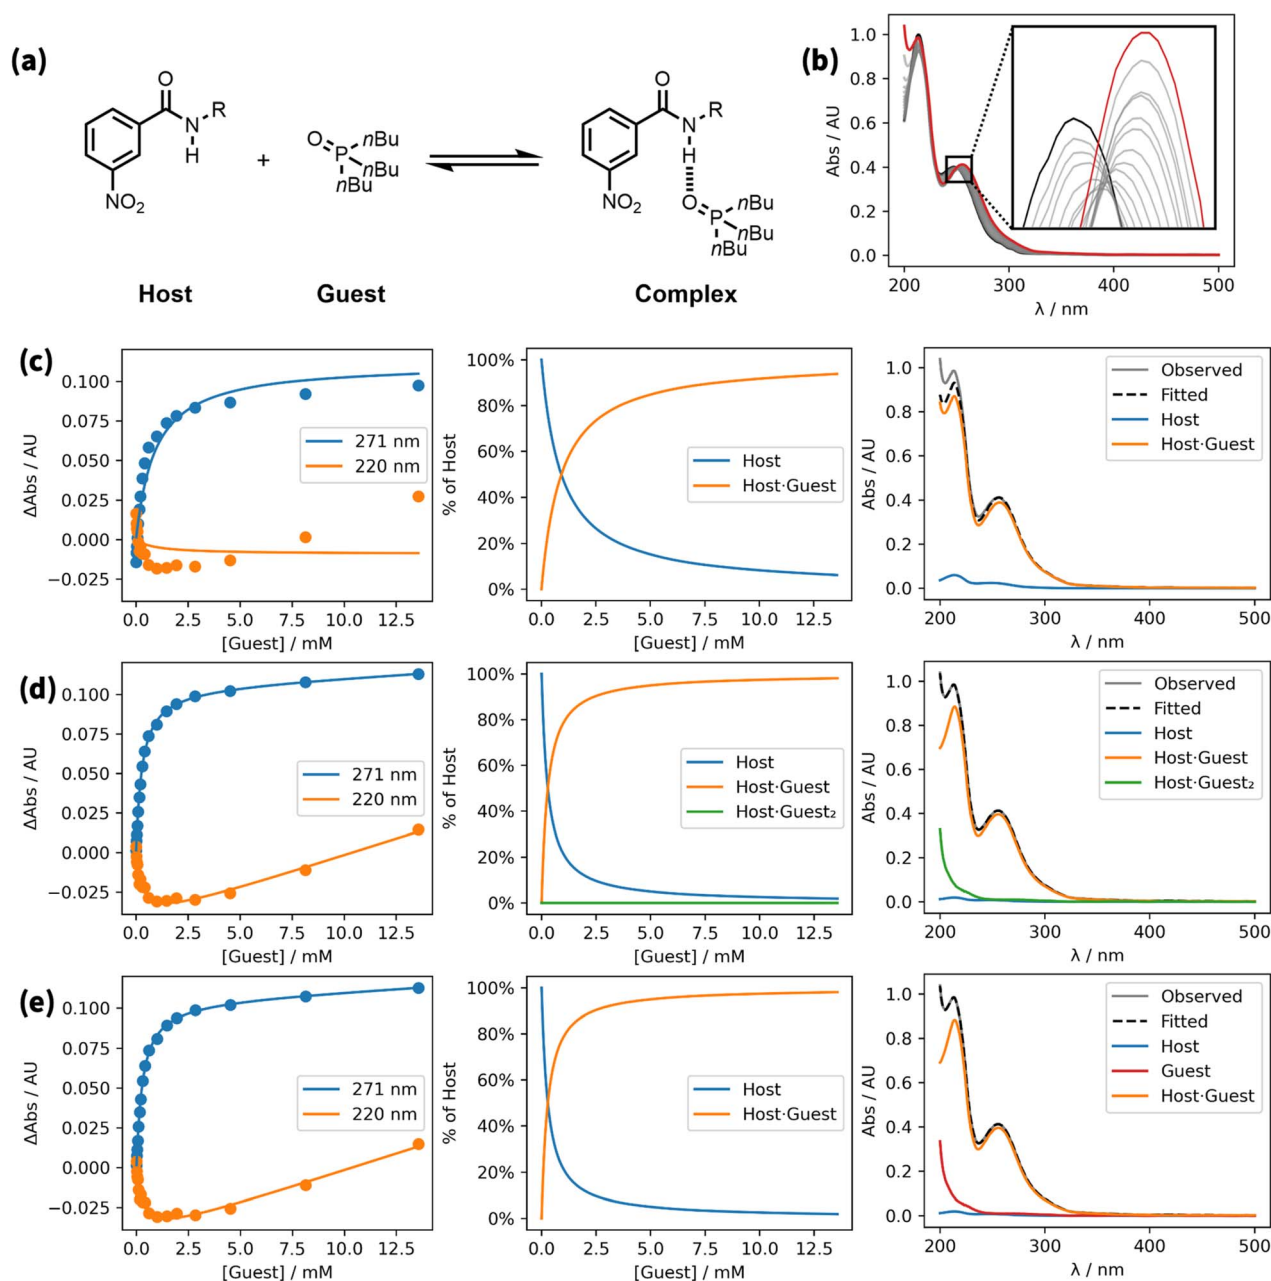 (a)
O
N
R
H
NO₂
+
O
P
nBu
nBu
nBu
O
N
R
H
NO₂
O
P
nBu
nBu
nBu
Host
Guest
Complex
(b)
Abs / AU
1.0
0.8
0.6
0.4
0.2
0.0
200
300
400
500
λ / nm
(c)
ΔAbs / AU
0.100
0.075
0.050
0.025
0.000
−0.025
271 nm
220 nm
0.0 2.5 5.0 7.5 10.0 12.5
[Guest] / mM
% of Host
100%
80%
60%
40%
20%
0%
Host
Host·Guest
0.0 2.5 5.0 7.5 10.0 12.5
[Guest] / mM
Abs / AU
1.0
0.8
0.6
0.4
0.2
0.0
Observed
Fitted
Host
Host·Guest
200 300 400 500
λ / nm
(d)
ΔAbs / AU
0.100
0.075
0.050
0.025
0.000
−0.025
271 nm
220 nm
0.0 2.5 5.0 7.5 10.0 12.5
[Guest] / mM
% of Host
100%
80%
60%
40%
20%
0%
Host
Host·Guest
Host·Guest₂
0.0 2.5 5.0 7.5 10.0 12.5
[Guest] / mM
Abs / AU
1.0
0.8
0.6
0.4
0.2
0.0
Observed
Fitted
Host
Host·Guest
Host·Guest₂
200 300 400 500
λ / nm
(e)
ΔAbs / AU
0.100
0.075
0.050
0.025
0.000
−0.025
271 nm
220 nm
0.0 2.5 5.0 7.5 10.0 12.5
[Guest] / mM
% of Host
100%
80%
60%
40%
20%
0%
Host
Host·Guest
0.0 2.5 5.0 7.5 10.0 12.5
[Guest] / mM
Abs / AU
1.0
0.8
0.6
0.4
0.2
0.0
Observed
Fitted
Host
Guest
Host·Guest
200 300 400 500
λ / nm